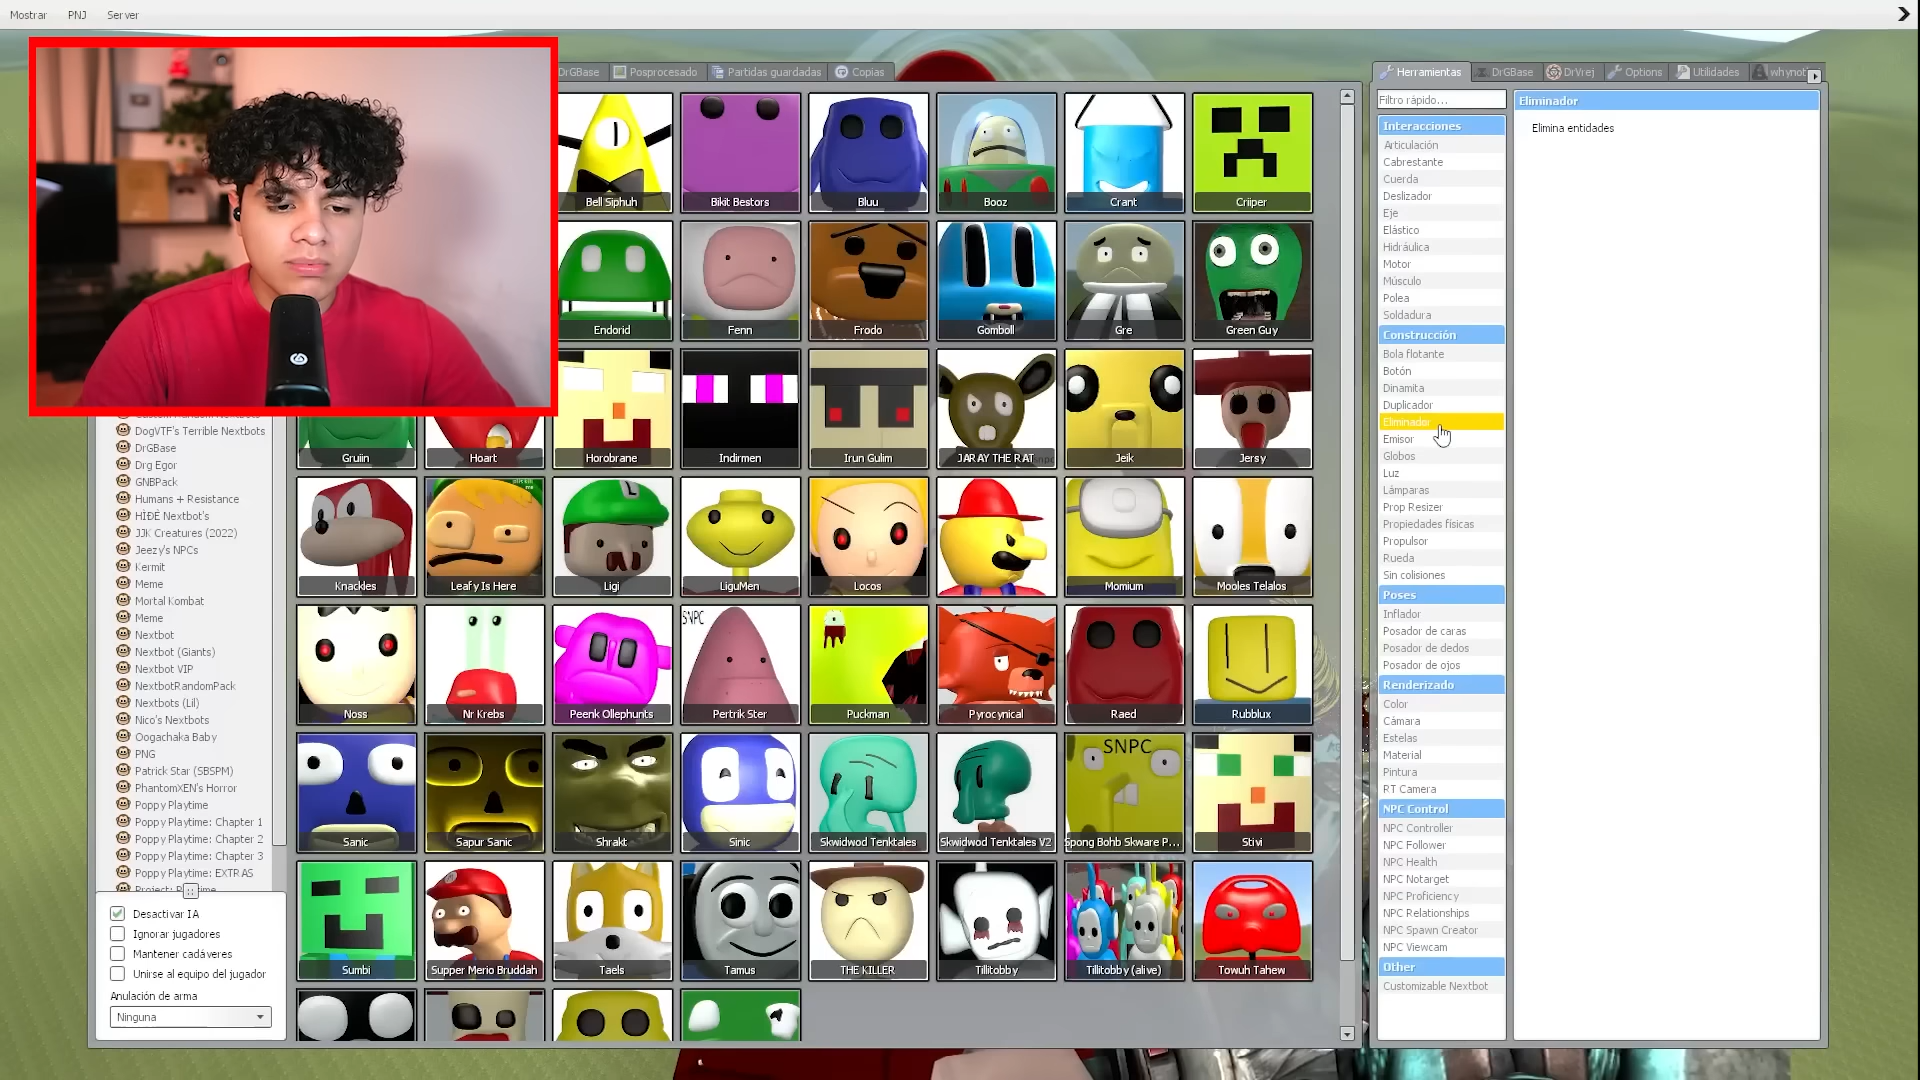 Mostrar PNJ Server
DrGBase Posprocesado Partidas guardadas Copias
Herramientas DrGBase DrVrej Options Utilidades whynot
Filtro rápido...
Eliminador
Elimina entidades
Bell Siphuh
Bikit Bestors
Bluu
Booz
Crant
Criiper
Endorid
Fenn
Frodo
Gomboll
Gre
Green Guy
Gruiin
Hoart
Horobrane
Indirmen
Irun Gulim
JARAY THE RAT
Jeik
Jersy
Knackles
Leafy Is Here
L
Ligi
LiguMen
Locos
Momium
Mooles Telalos
Noss
Nr Krebs
Peenk Ollephunts
SNPC
Pertrik Ster
Puckman
Pyrocynical
Raed
Rubblux
Sanic
Sapur Sanic
Shrakt
Sinic
Skwidwod Tenktales
Skwidwod Tenktales V2
SNPC
Spong Bohb Skware P...
Stivi
Sumbi
Supper Merio Bruddah
Taels
Tamus
THE KILLER
Tillitobby
Tillitobby (alive)
Towuh Tahew
DogVTF's Terrible Nextbots
DrGBase
Drg Egor
GNBPack
Humans + Resistance
HÌDÉ Nextbot's
JJK Creatures (2022)
Jeezy's NPCs
Kermit
Meme
Mortal Kombat
Meme
Nextbot
Nextbot (Giants)
Nextbot VIP
NextbotRandomPack
Nextbots (Lil)
Nico's Nextbots
Oogachaka Baby
PNG
Patrick Star (SBSPM)
PhantomXEN's Horror
Poppy Playtime
Poppy Playtime: Chapter 1
Poppy Playtime: Chapter 2
Poppy Playtime: Chapter 3
Poppy Playtime: EXTRAS
Desactivar IA
Ignorar jugadores
Mantener cadáveres
Unirse al equipo del jugador
Anulación de arma
Ninguna
Interacciones
Articulación
Cabrestante
Cuerda
Deslizador
Eje
Elástico
Hidráulica
Motor
Músculo
Polea
Soldadura
Construcción
Bola flotante
Botón
Dinamita
Duplicador
Eliminador
Emisor
Globos
Luz
Lámparas
Prop Resizer
Propiedades físicas
Propulsor
Rueda
Sin colisiones
Poses
Inflador
Posador de caras
Posador de dedos
Posador de ojos
Renderizado
Color
Cámara
Estelas
Material
Pintura
RT Camera
NPC Control
NPC Controller
NPC Follower
NPC Health
NPC Notarget
NPC Proficiency
NPC Relationships
NPC Spawn Creator
NPC Viewcam
Other
Customizable Nextbot